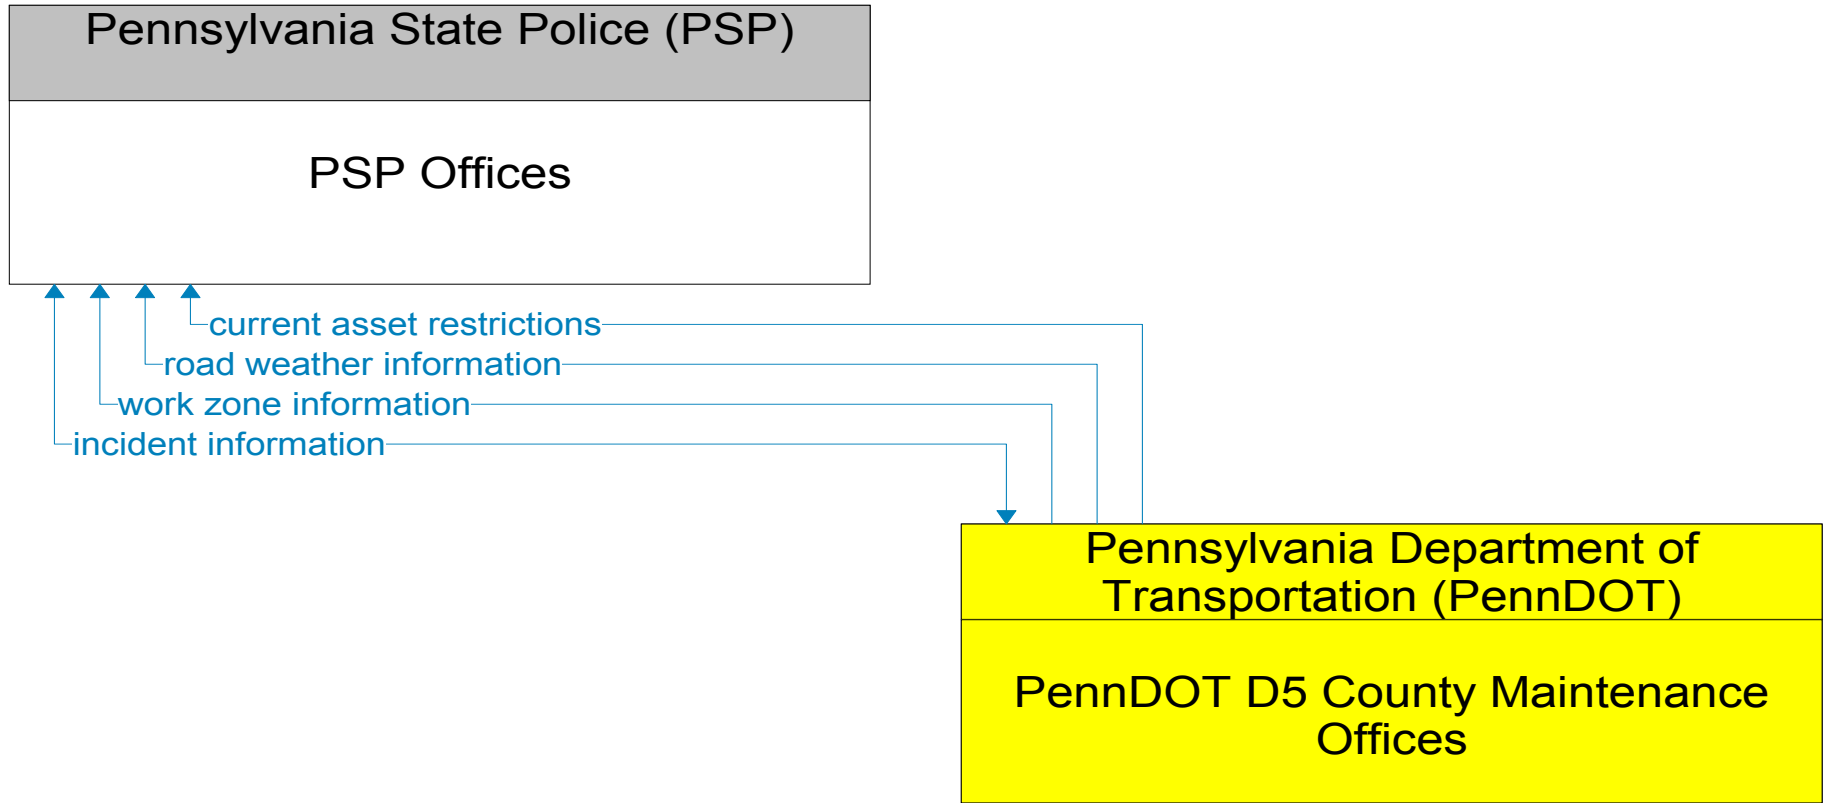 Pennsylvania State Police (PSP)
PSP Offices
current asset restrictions
road weather information
work zone information
incident information
Pennsylvania Department of
Transportation (PennDOT)
PennDOT D5 County Maintenance
Offices